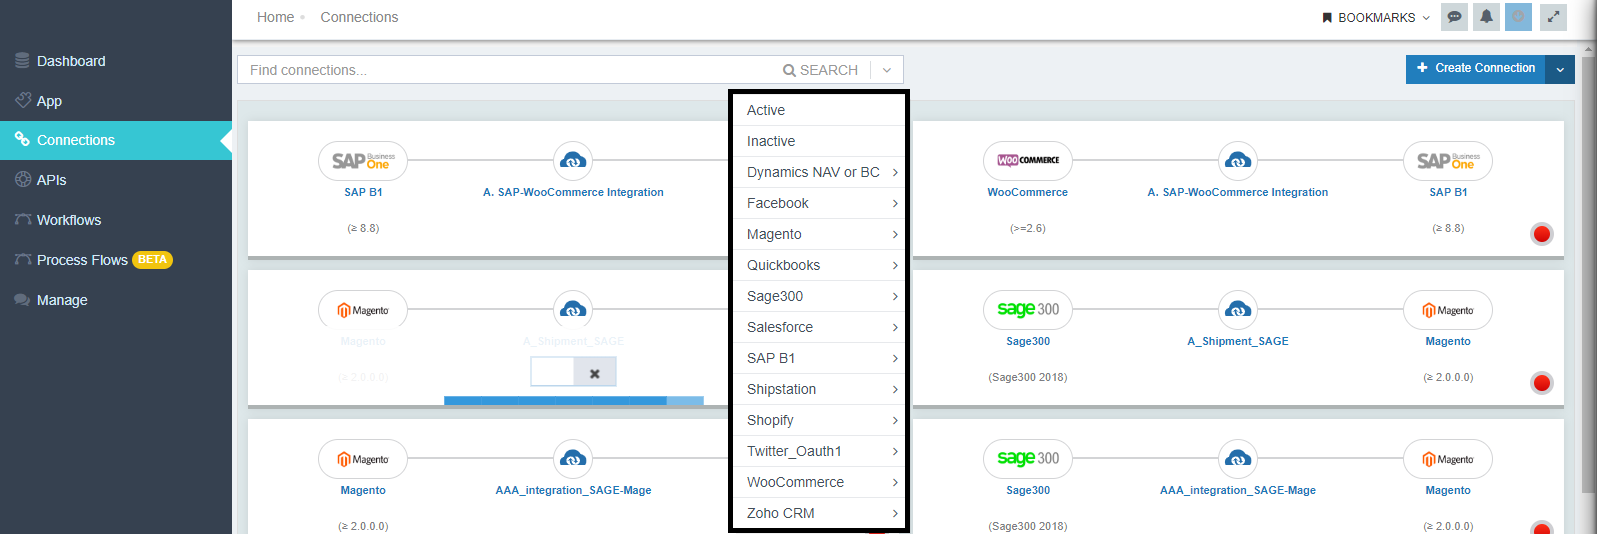 Home • Connections
BOOKMARKS
Dashboard
App
Connections
APIs
Workflows
Process Flows BETA
Manage
Find connections...
SEARCH
+ Create Connection
Active
Inactive
Dynamics NAV or BC
Facebook
Magento
Quickbooks
Sage300
Salesforce
SAP B1
Shipstation
Shopify
Twitter_Oauth1
WooCommerce
Zoho CRM
SAP Business One
SAP B1
A. SAP-WooCommerce Integration
(≥ 8.8)
WOO COMMERCE
SAP Business One
WooCommerce
A. SAP-WooCommerce Integration
SAP B1
(>=2.6)
(≥ 8.8)
Magento
Magento
A_Shipment_SAGE
(≥ 2.0.0.0)
sage 300
Magento
Sage300
A_Shipment_SAGE
Magento
(Sage300 2018)
(≥ 2.0.0.0)
Magento
Magento
AAA_integration_SAGE-Mage
(≥ 2.0.0.0)
sage 300
Magento
Sage300
AAA_integration_SAGE-Mage
Magento
(Sage300 2018)
(≥ 2.0.0.0)